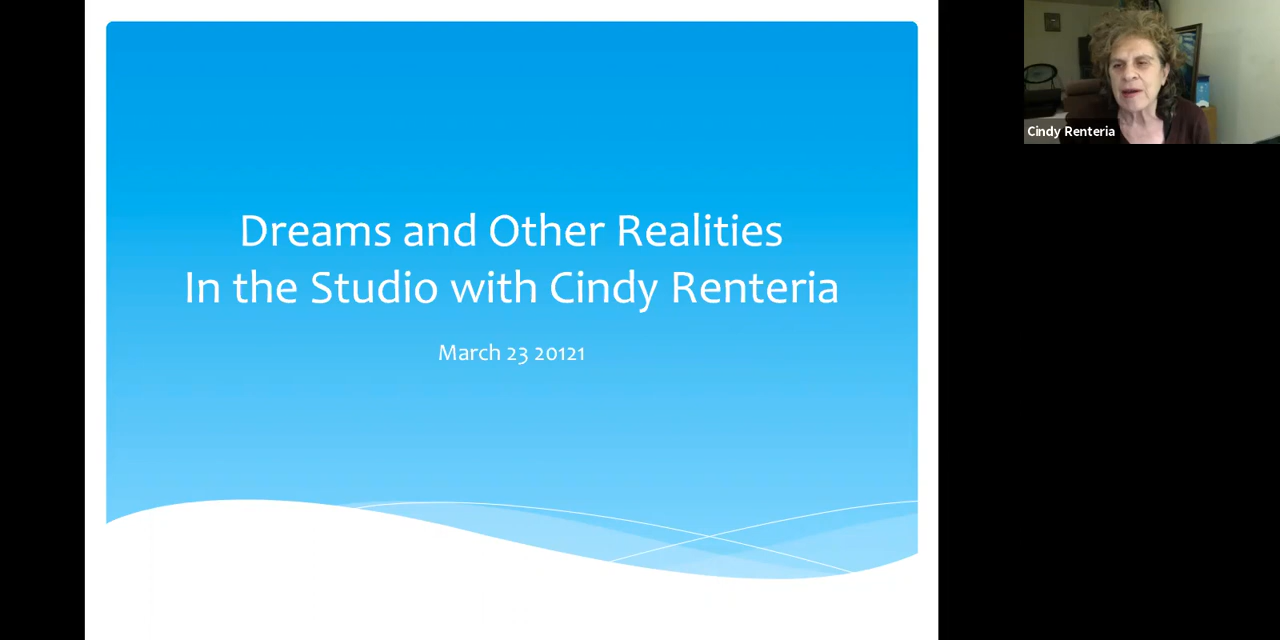 Dreams and Other Realities
In the Studio with Cindy Renteria
March 23 20121
Cindy Renteria